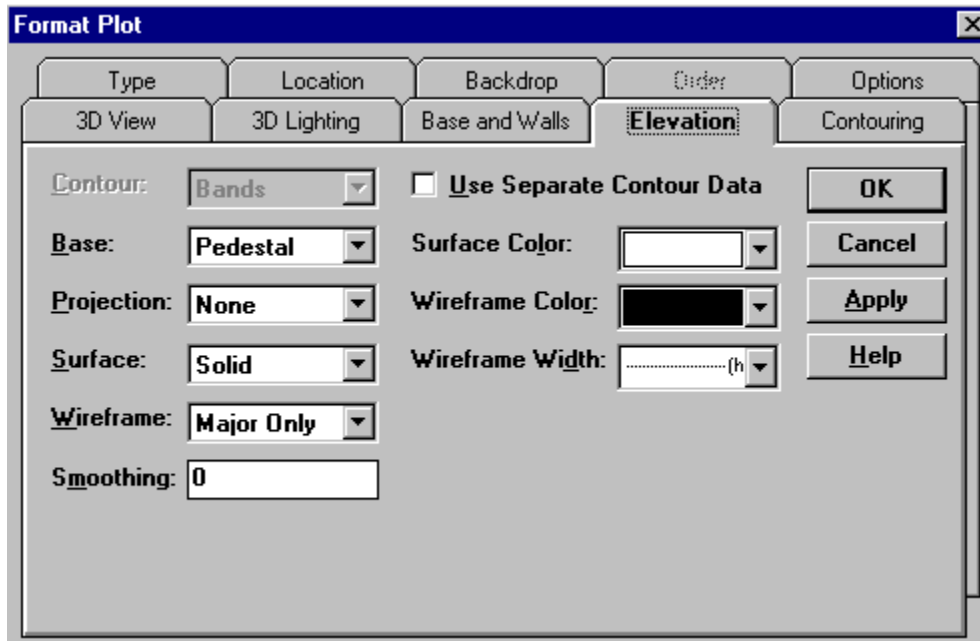 Format Plot
Type Location Backdrop Order Options
3D View 3D Lighting Base and Walls Elevation Contouring
Contour: Bands Use Separate Contour Data OK
Base: Pedestal Surface Color: Cancel
Projection: None Wireframe Color: Apply
Surface: Solid Wireframe Width: (h Help
Wireframe: Major Only
Smoothing: 0